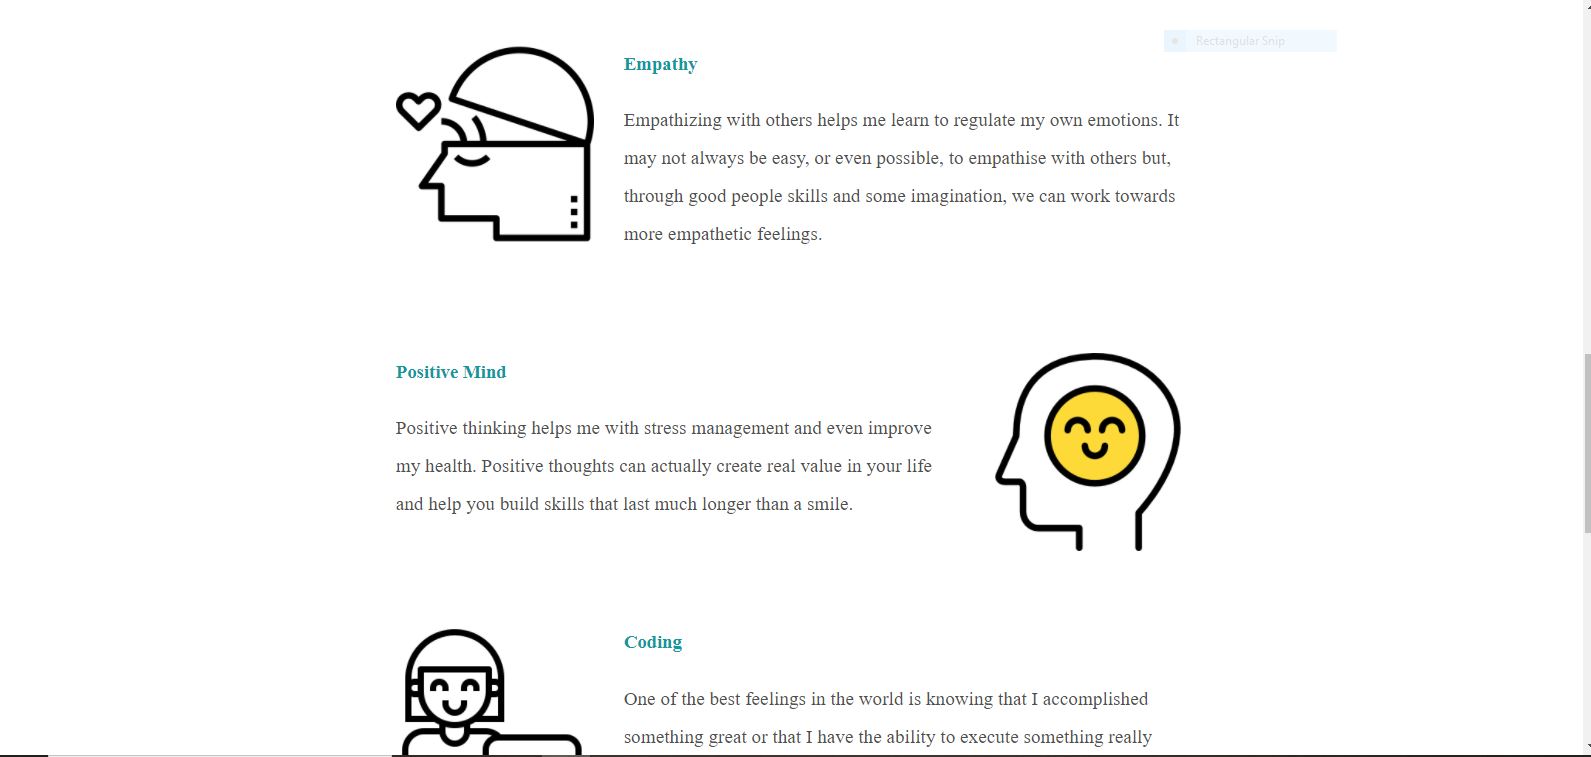 Rectangular Snip
Empathy
Empathizing with others helps me learn to regulate my own emotions. It
may not always be easy, or even possible, to empathise with others but,
through good people skills and some imagination, we can work towards
more empathetic feelings.
Positive Mind
Positive thinking helps me with stress management and even improve
my health. Positive thoughts can actually create real value in your life
and help you build skills that last much longer than a smile.
Coding
One of the best feelings in the world is knowing that I accomplished
something great or that I have the ability to execute something really